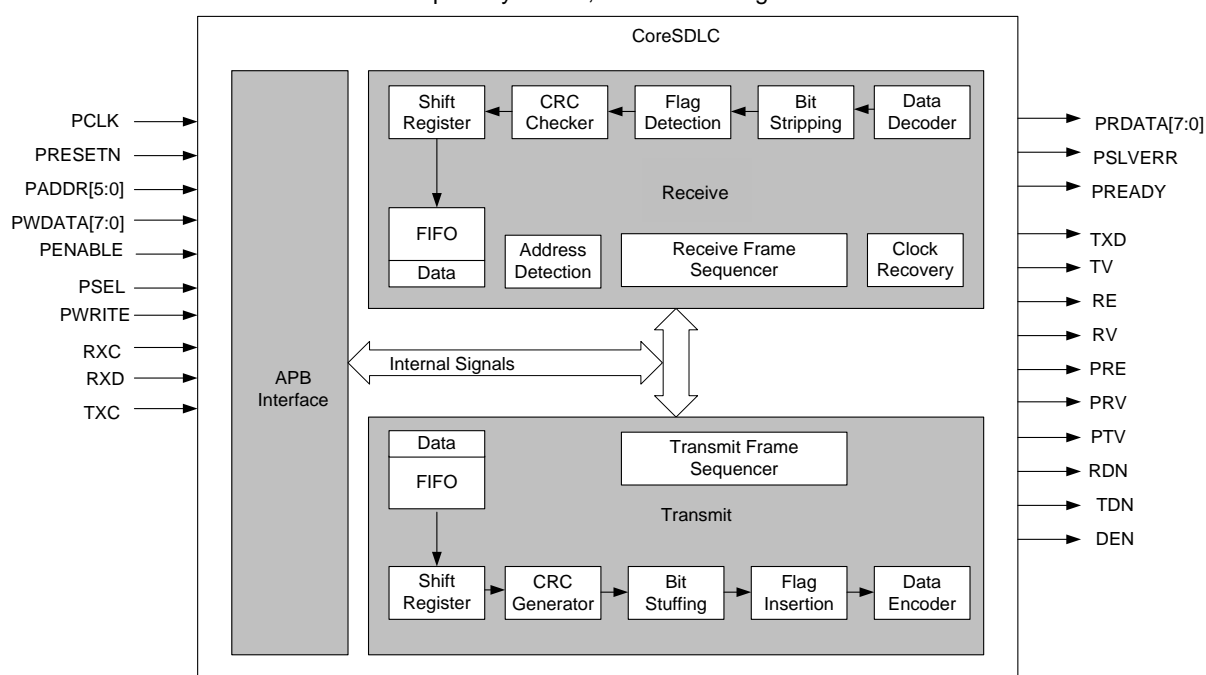 CoreSDLC
PCLK
PRESETN
PADDR[5:0]
PWDATA[7:0]
PENABLE
PSEL
PWRITE
RXC
RXD
TXC
APB
Interface
Shift
Register
CRC
Checker
Flag
Detection
Bit
Stripping
Data
Decoder
Receive
FIFO
Data
Address
Detection
Receive Frame
Sequencer
Clock
Recovery
Internal Signals
Data
FIFO
Transmit Frame
Sequencer
Transmit
Shift
Register
CRC
Generator
Bit
Stuffing
Flag
Insertion
Data
Encoder
PRDATA[7:0]
PSLVERR
PREADY
TXD
TV
RE
RV
PRE
PRV
PTV
RDN
TDN
DEN